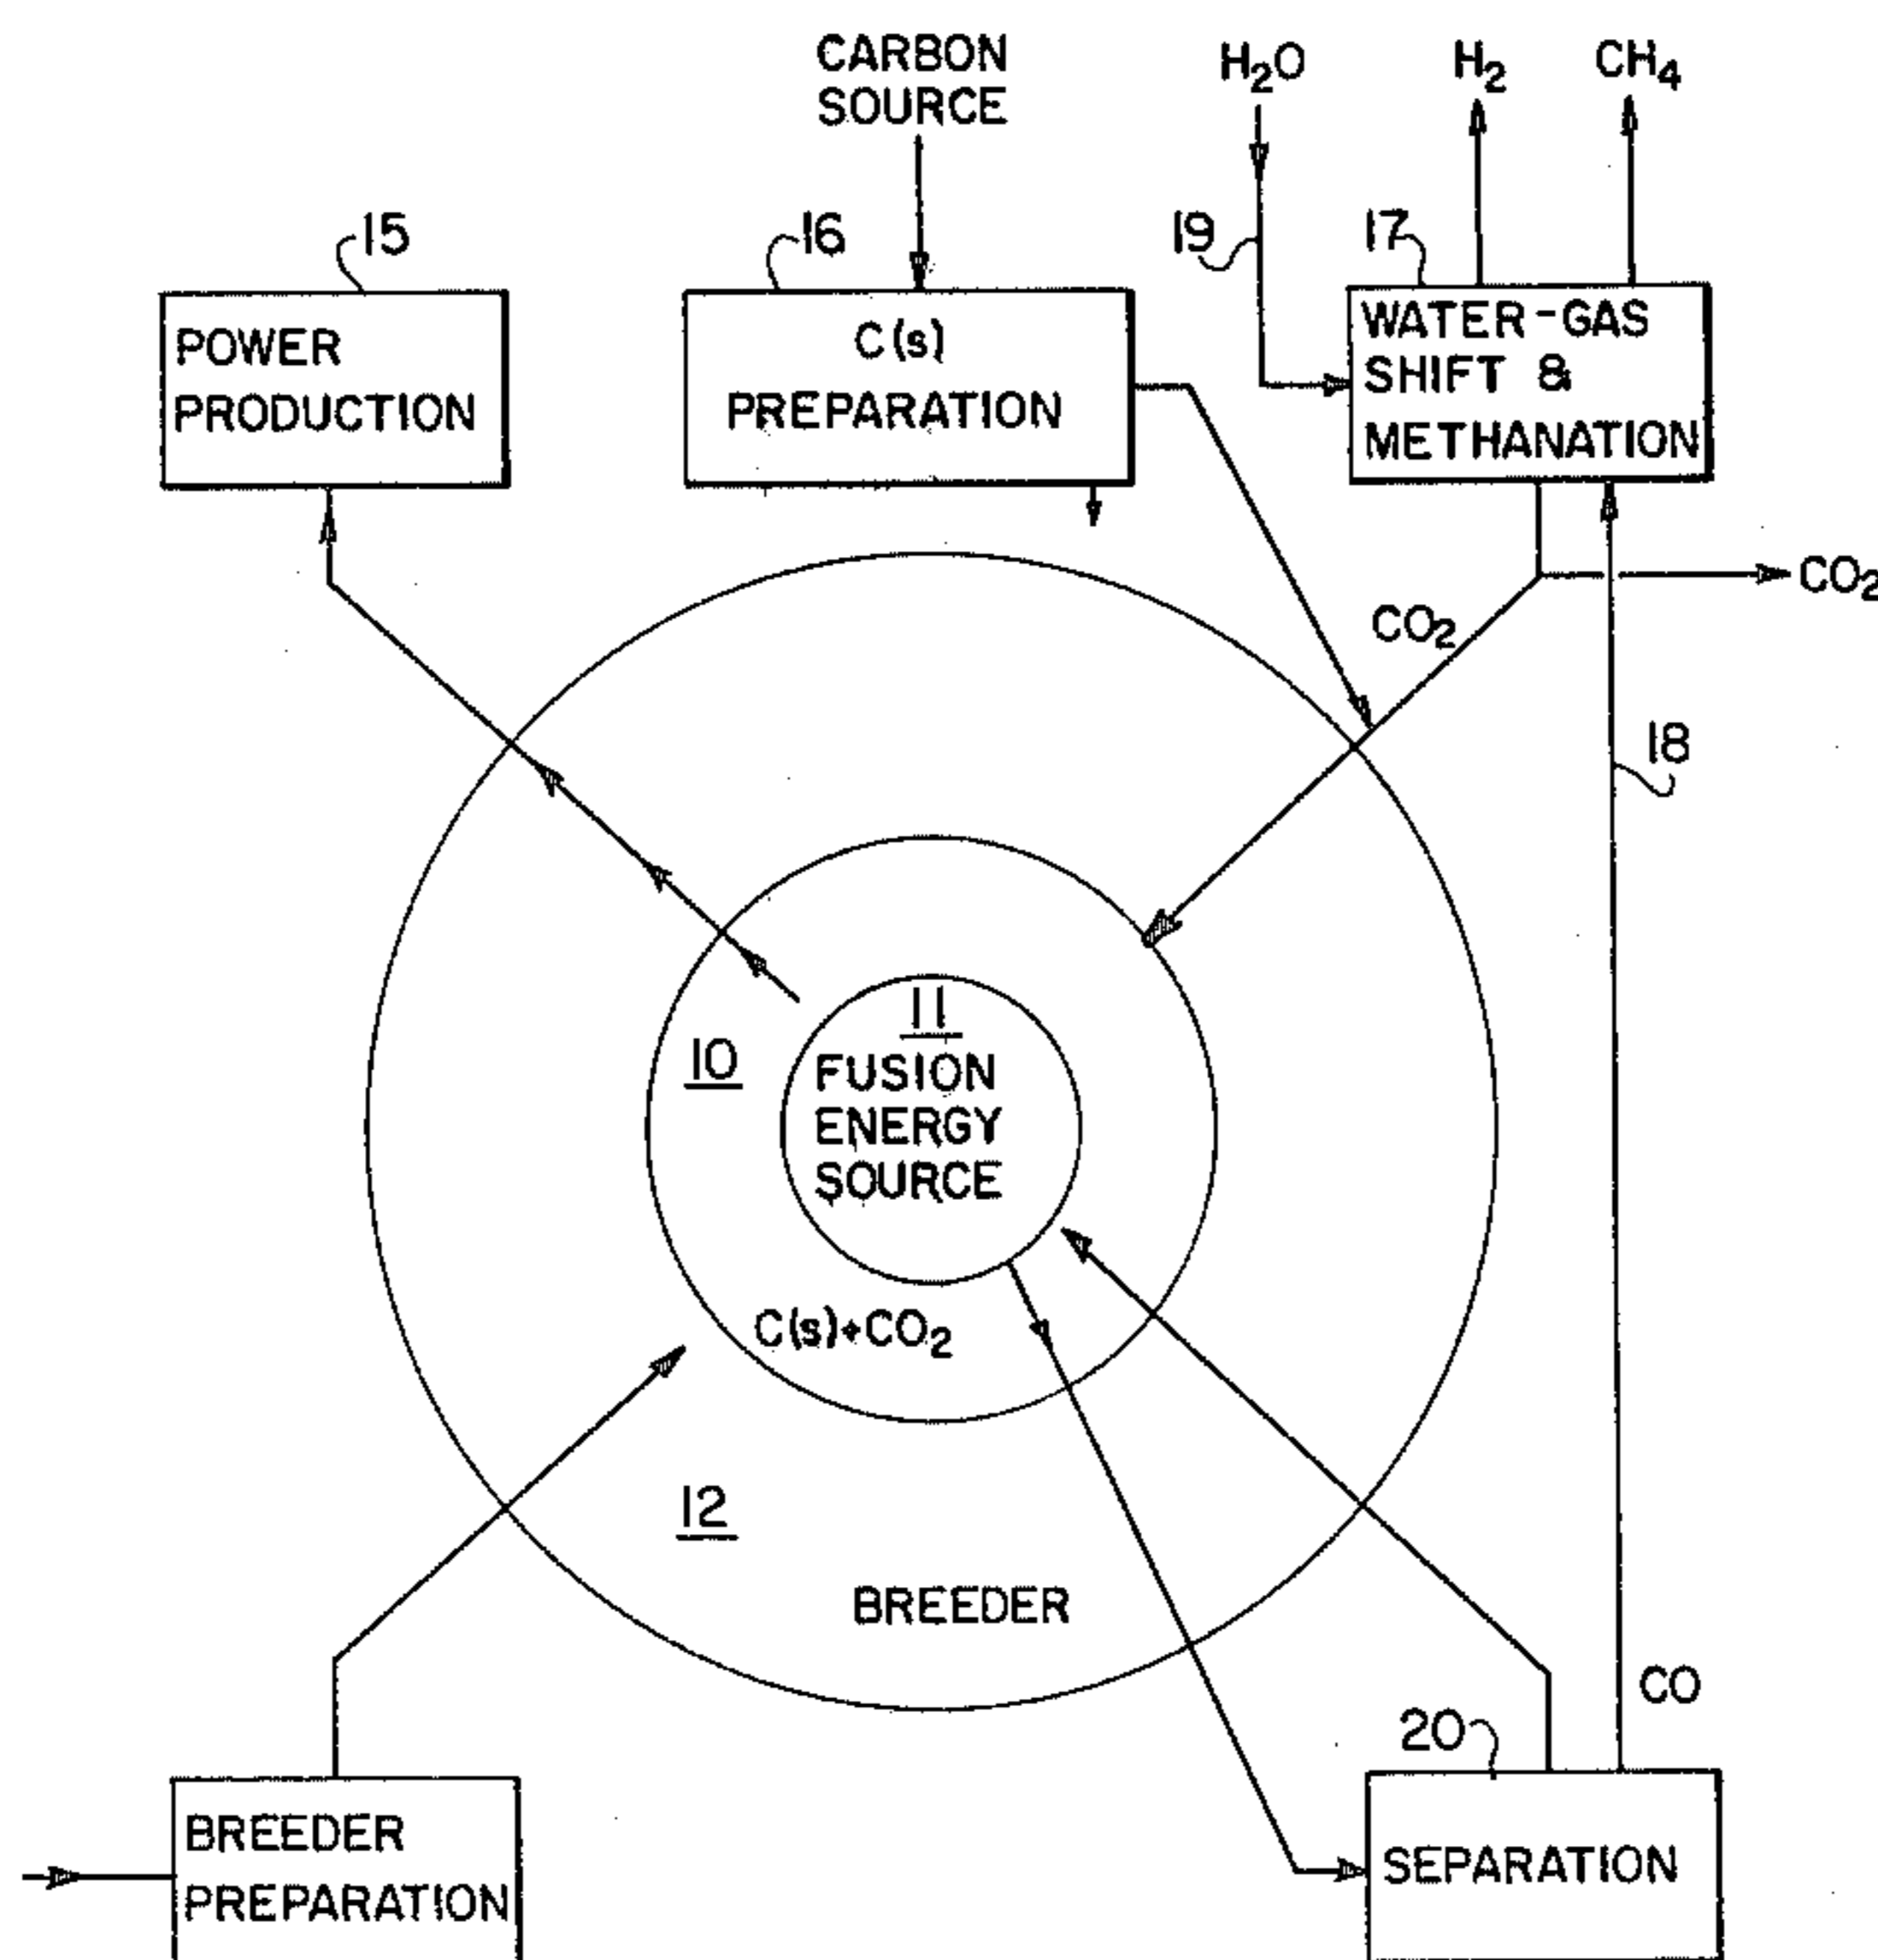 CARBON
SOURCE
H₂O
H₂
CH₄
15
16
19
17
POWER
PRODUCTION
C(s)
PREPARATION
WATER-GAS
SHIFT &
METHANATION
CO₂
CO₂
18
11
10
FUSION
ENERGY
SOURCE
C(s)+CO₂
12
BREEDER
CO
20
BREEDER
PREPARATION
SEPARATION